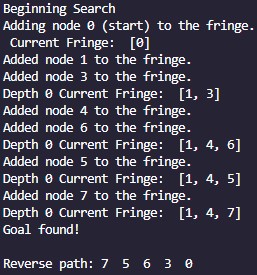 Beginning Search
Adding node 0 (start) to the fringe.
 Current Fringe:  [0]
Added node 1 to the fringe.
Added node 3 to the fringe.
Depth 0 Current Fringe:  [1, 3]
Added node 4 to the fringe.
Added node 6 to the fringe.
Depth 0 Current Fringe:  [1, 4, 6]
Added node 5 to the fringe.
Depth 0 Current Fringe:  [1, 4, 5]
Added node 7 to the fringe.
Depth 0 Current Fringe:  [1, 4, 7]
Goal found!
Reverse path: 7  5  6  3  0